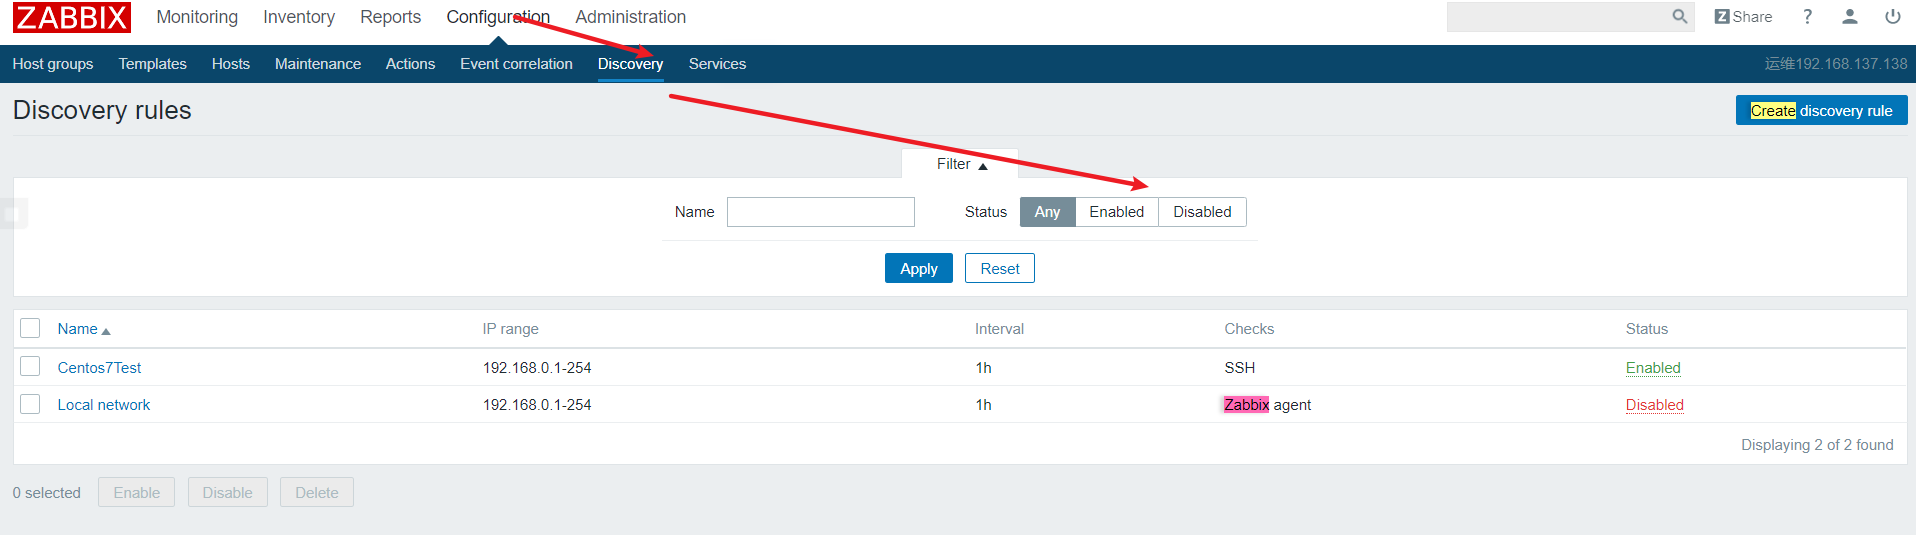 ZABBIX Monitoring Inventory Reports Configuration Administration Z Share ?
Host groups Templates Hosts Maintenance Actions Event correlation Discovery Services 运维192.168.137.138
Discovery rules Create discovery rule
Filter
Name Status Any Enabled Disabled
Apply Reset
Name IP range Interval Checks Status
Centos7Test 192.168.0.1-254 1h SSH Enabled
Local network 192.168.0.1-254 1h Zabbix agent Disabled
Displaying 2 of 2 found
0 selected Enable Disable Delete